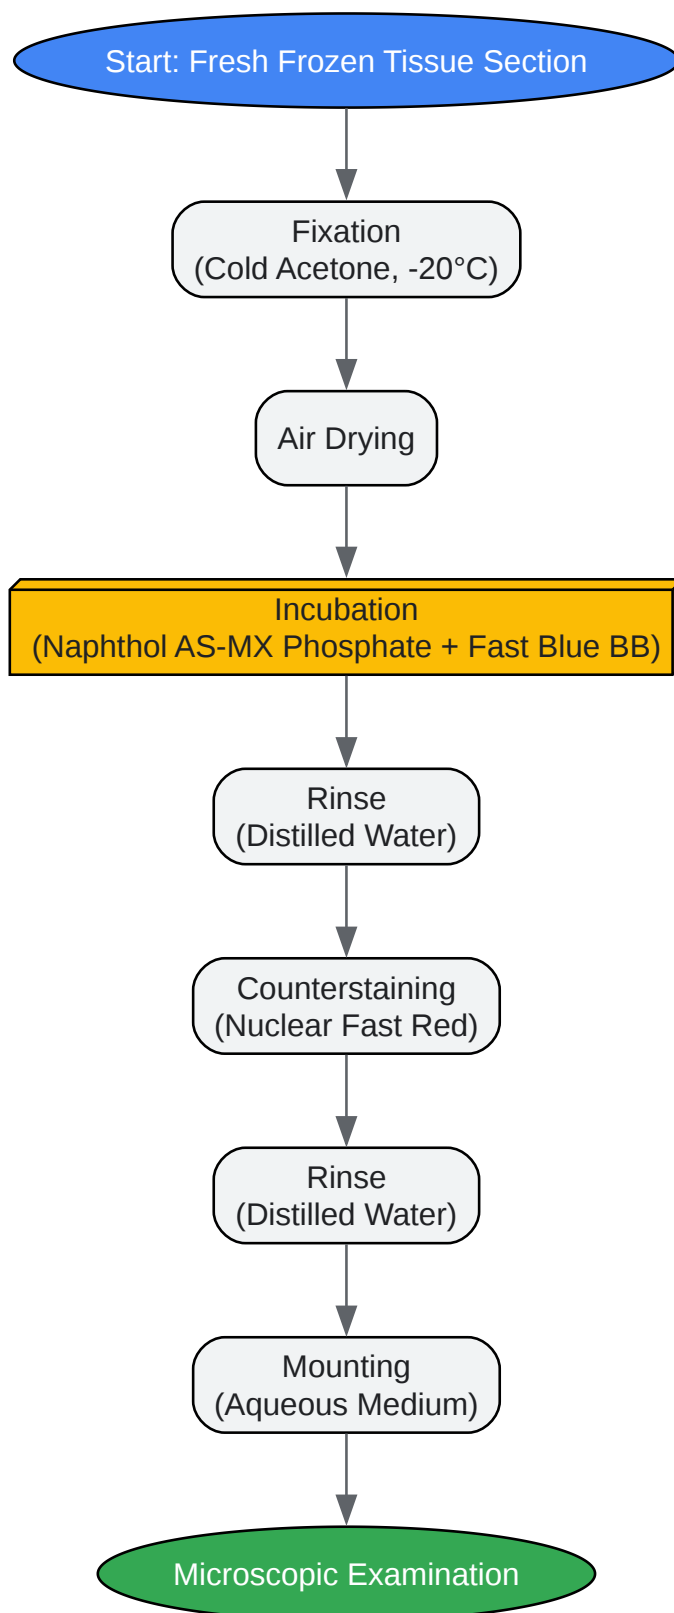 Start: Fresh Frozen Tissue Section
Fixation
(Cold Acetone, -20°C)
Air Drying
Incubation
(Naphthol AS-MX Phosphate + Fast Blue BB)
Rinse
(Distilled Water)
Counterstaining
(Nuclear Fast Red)
Rinse
(Distilled Water)
Mounting
(Aqueous Medium)
Microscopic Examination